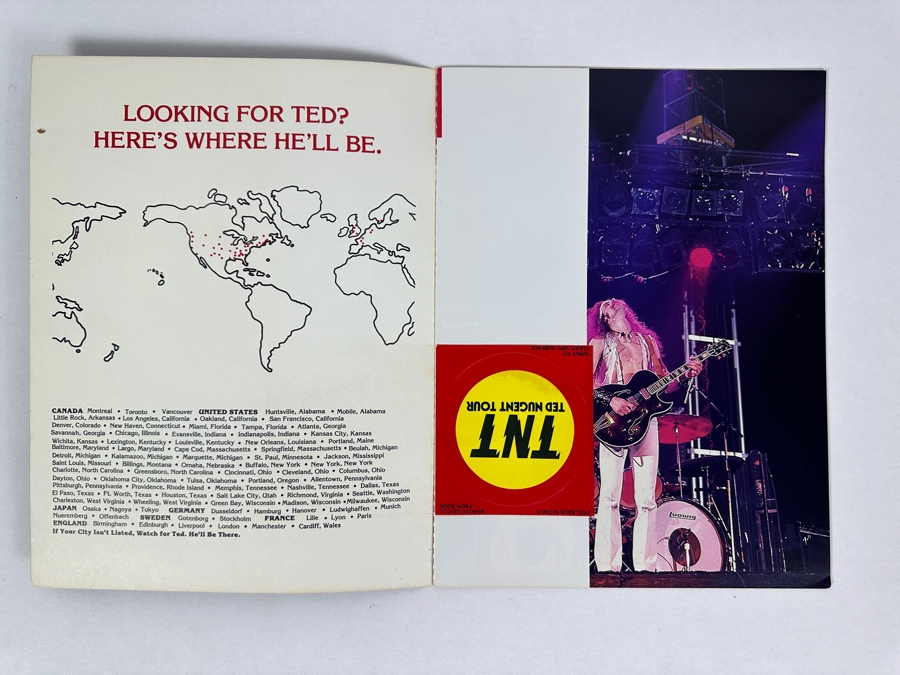 LOOKING FOR TED?
HERE'S WHERE HE'LL BE.
CANADA Montreal • Toronto • Vancouver UNITED STATES Huntsville, Alabama • Mobile, Alabama
Little Rock, Arkansas • Los Angeles, California • Oakland, California • San Francisco, California
Denver, Colorado • New Haven, Connecticut • Miami, Florida • Tampa, Florida • Atlanta, Georgia
Savannah, Georgia • Chicago, Illinois • Evansville, Indiana • Indianapolis, Indiana • Kansas City, Kansas
Wichita, Kansas • Lexington, Kentucky • Louisville, Kentucky • New Orleans, Louisiana • Portland, Maine
Baltimore, Maryland • Largo, Maryland • Cape Cod, Massachusetts • Springfield, Massachusetts • Beulah, Michigan
Detroit, Michigan • Kalamazoo, Michigan • Marquette, Michigan • St. Paul, Minnesota • Jackson, Mississippi
Saint Louis, Missouri • Billings, Montana • Omaha, Nebraska • Buffalo, New York • New York, New York
Charlotte, North Carolina • Greensboro, North Carolina • Cincinnati, Ohio • Cleveland, Ohio • Columbus, Ohio
Dayton, Ohio • Oklahoma City, Oklahoma • Tulsa, Oklahoma • Portland, Oregon • Allentown, Pennsylvania
Pittsburgh, Pennsylvania • Providence, Rhode Island • Memphis, Tennessee • Nashville, Tennessee • Dallas, Texas
El Paso, Texas • Ft. Worth, Texas • Houston, Texas • Salt Lake City, Utah • Richmond, Virginia • Seattle, Washington
Charleston, West Virginia • Wheeling, West Virginia • Green Bay, Wisconsin • Madison, Wisconsin • Milwaukee, Wisconsin
JAPAN Osaka • Nagoya • Tokyo GERMANY Dusseldorf • Hamburg • Hanover • Ludwighaffen • Munich
Nueremberg • Offenbach SWEDEN Gotenborg • Stockholm FRANCE Lille • Lyon • Paris
ENGLAND Birmingham • Edinburgh • Liverpool • London • Manchester • Cardiff, Wales
If Your City Isn't Listed, Watch for Ted. He'll Be There.
TNT
TED NUGENT TOUR
Ludwig